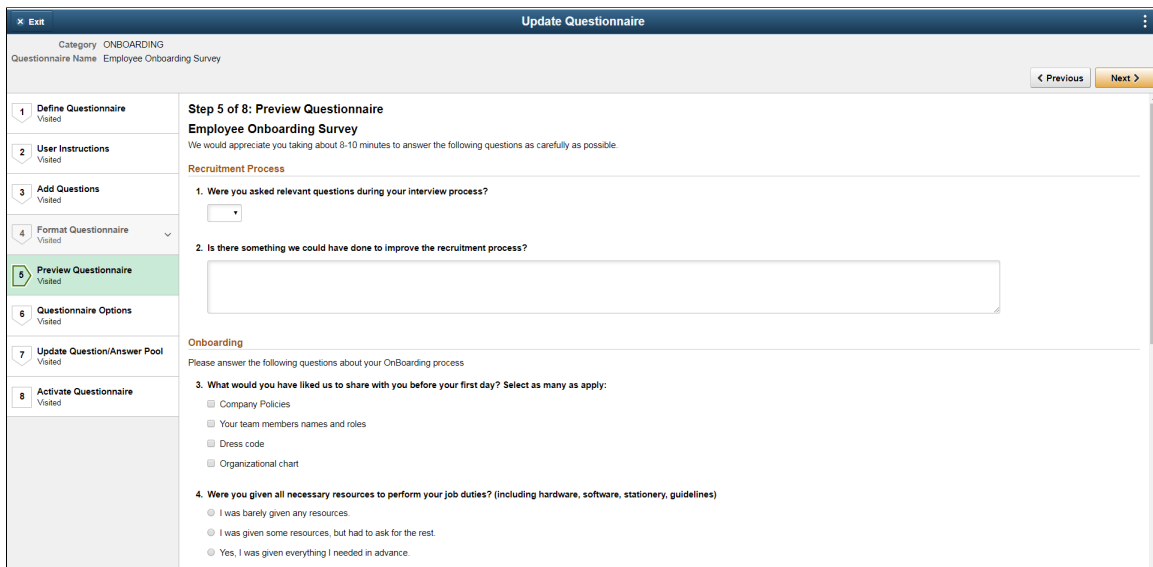 × Exit
Update Questionnaire
Category ONBOARDING
Questionnaire Name Employee Onboarding Survey
Previous
Next
1 Define Questionnaire
Visited
2 User Instructions
Visited
3 Add Questions
Visited
4 Format Questionnaire
Visited
5 Preview Questionnaire
Visited
6 Questionnaire Options
Visited
7 Update Question/Answer Pool
Visited
8 Activate Questionnaire
Visited
Step 5 of 8: Preview Questionnaire
Employee Onboarding Survey
We would appreciate you taking about 8-10 minutes to answer the following questions as carefully as possible.
Recruitment Process
1. Were you asked relevant questions during your interview process?
2. Is there something we could have done to improve the recruitment process?
Onboarding
Please answer the following questions about your OnBoarding process
3. What would you have liked us to share with you before your first day? Select as many as apply:
Company Policies
Your team members names and roles
Dress code
Organizational chart
4. Were you given all necessary resources to perform your job duties? (including hardware, software, stationery, guidelines)
I was barely given any resources.
I was given some resources, but had to ask for the rest.
Yes, I was given everything I needed in advance.